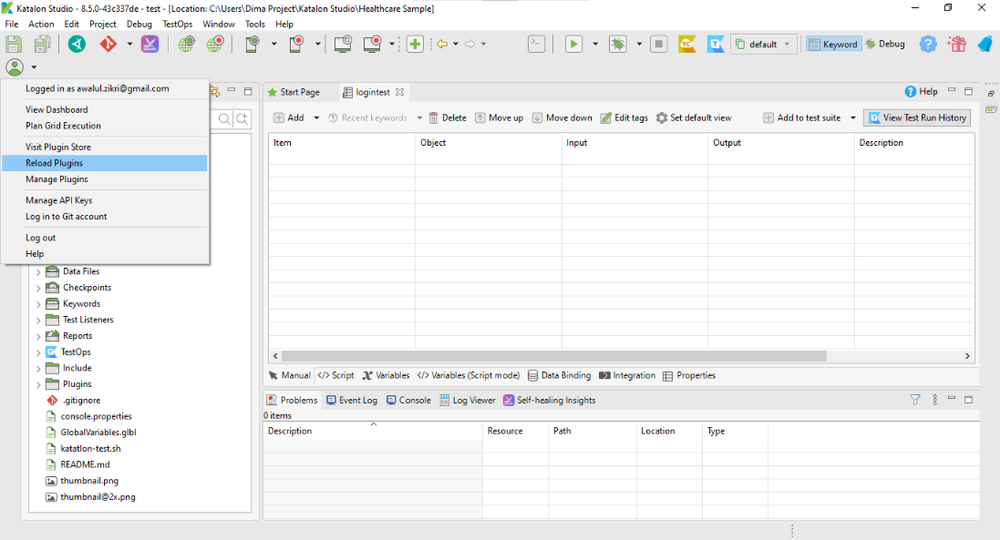 Katalon Studio - 8.5.0-43c337de - test - [Location: C:\Users\Dima Project\Katalon Studio\Healthcare Sample]
File Action Edit Project Debug TestOps Window Tools Help
default Keyword Debug
Logged in as awalul.zikri@gmail.com
View Dashboard
Plan Grid Execution
Visit Plugin Store
Reload Plugins
Manage Plugins
Manage API Keys
Log in to Git account
Log out
Help
Data Files
Checkpoints
Keywords
Test Listeners
Reports
TestOps
Include
Plugins
.gitignore
console.properties
GlobalVariables.glbl
katatlon-test.sh
README.md
thumbnail.png
thumbnail@2x.png
Start Page logintest Help
Add Recent keywords Delete Move up Move down Edit tags Set default view Add to test suite View Test Run History
Item Object Input Output Description
Manual Script Variables Variables (Script mode) Data Binding Integration Properties
Problems Event Log Console Log Viewer Self-healing Insights
0 items
Description Resource Path Location Type